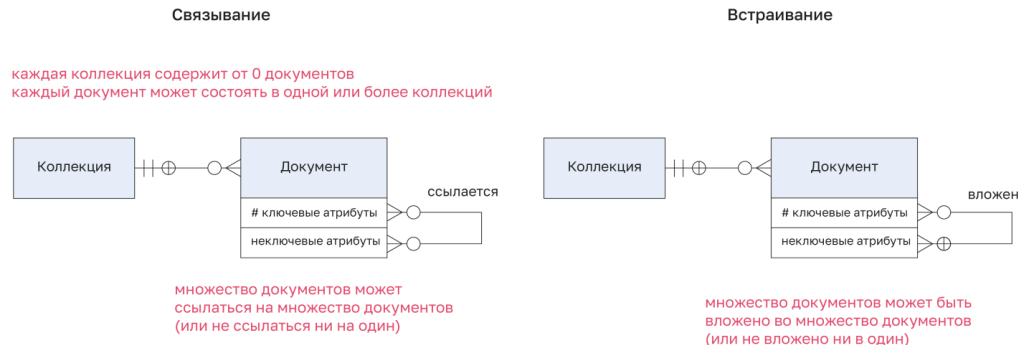 Связывание
каждая коллекция содержит от 0 документов
каждый документ может состоять в одной или более коллекций
Коллекция
Документ
ссылается
# ключевые атрибуты
неключевые атрибуты
множество документов может
ссылаться на множество документов
(или не ссылаться ни на один)
Встраивание
Коллекция
Документ
вложен
# ключевые атрибуты
неключевые атрибуты
множество документов может быть
вложено во множество документов
(или не вложено ни в один)